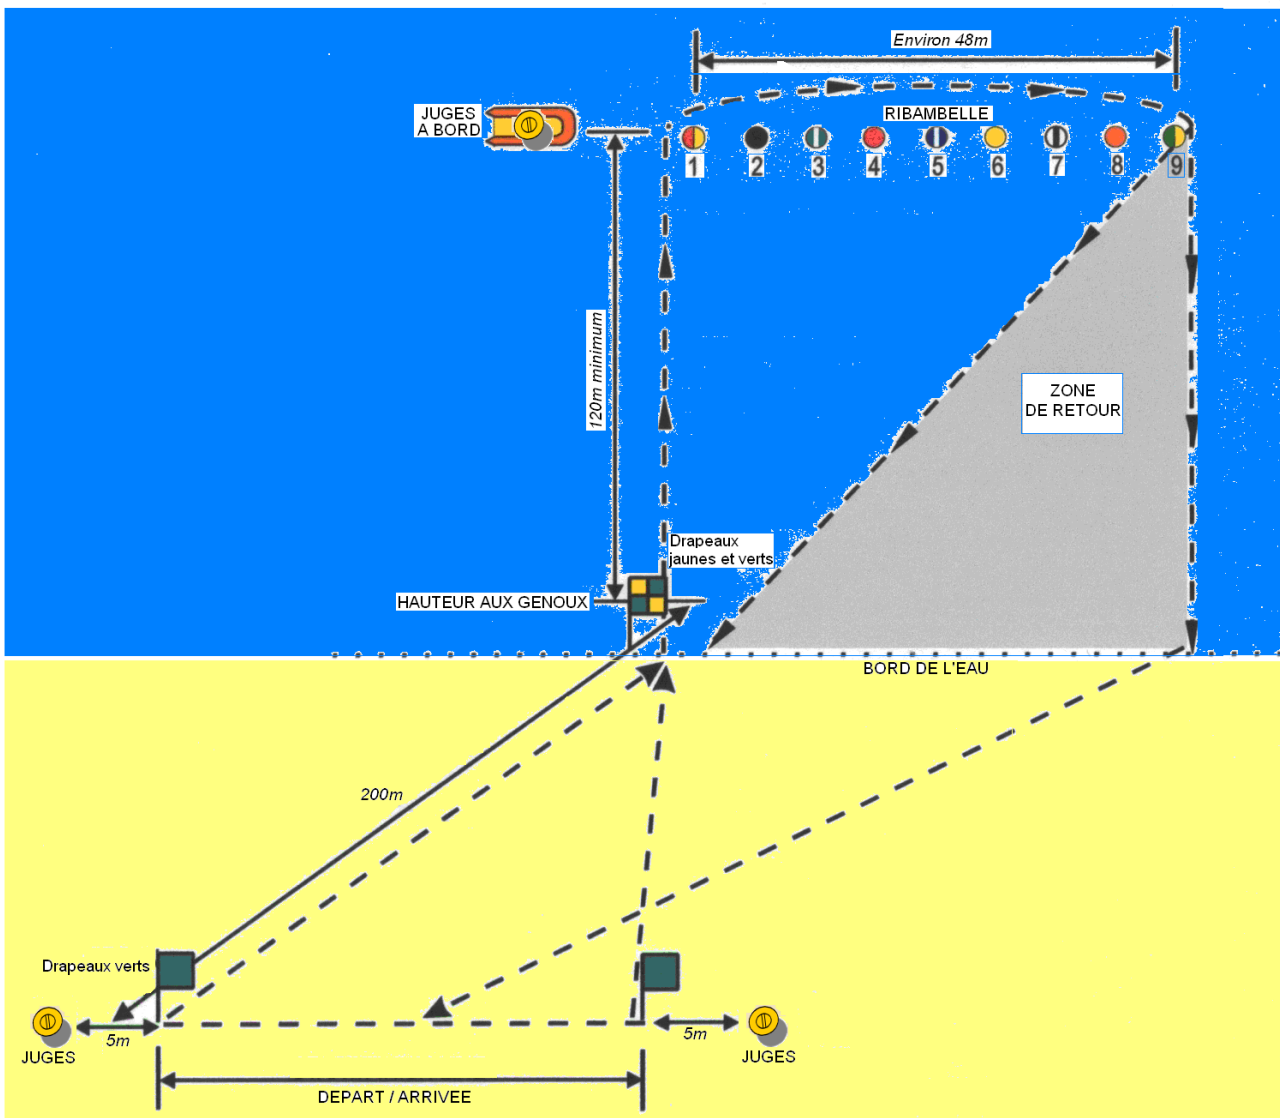 Environ 48m
JUGES
A BORD
RIBAMBELLE
1 2 3 4 5 6 7 8 9
120m minimum
ZONE
DE RETOUR
Drapeaux
jaunes et verts
HAUTEUR AUX GENOUX
BORD DE L'EAU
200m
Drapeaux verts
5m
5m
JUGES
JUGES
DEPART / ARRIVEE